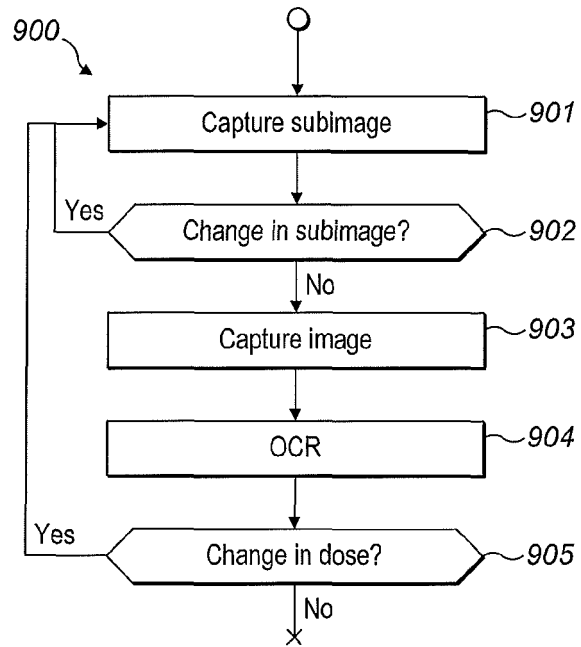 900
Capture subimage
901
Yes
Change in subimage?
902
No
Capture image
903
OCR
904
Yes
Change in dose?
905
No